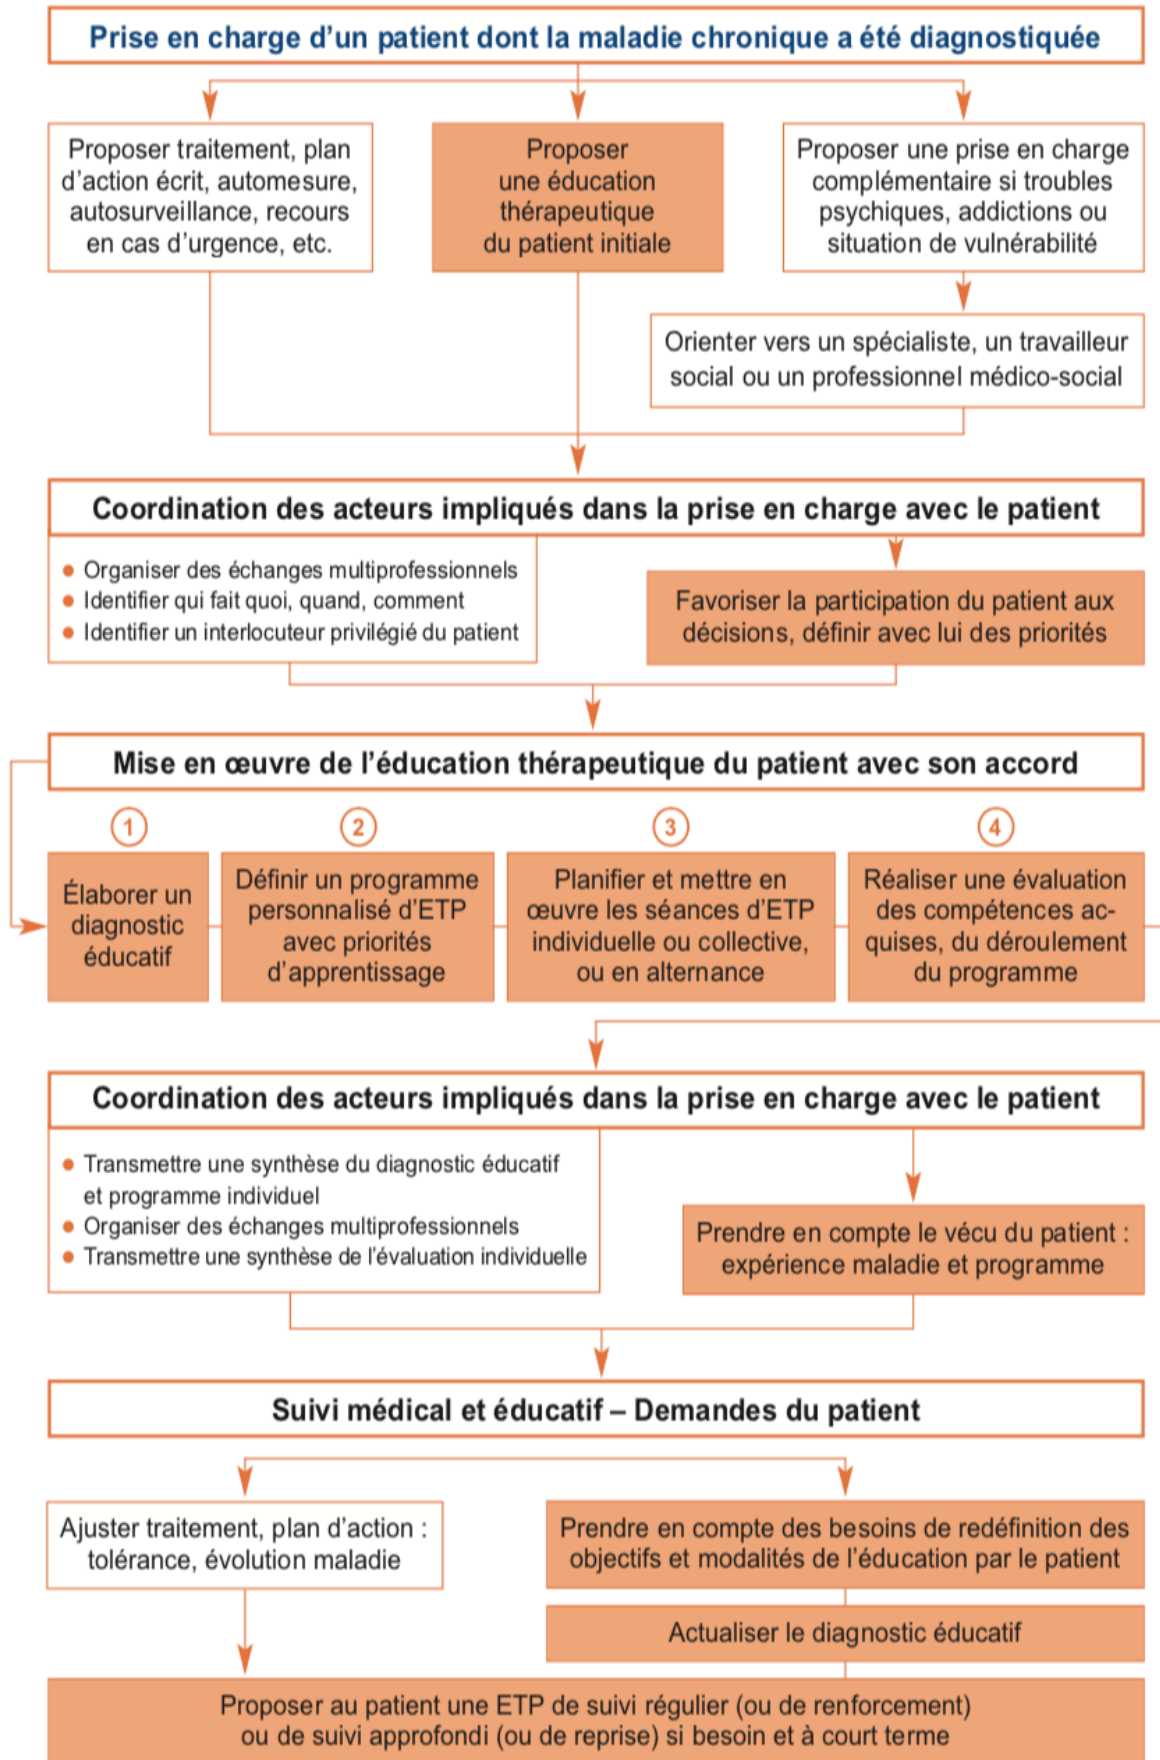 Prise en charge d'un patient dont la maladie chronique a été diagnostiquée
Proposer traitement, plan
d'action écrit, automesure,
autosurveillance, recours
en cas d'urgence, etc.
Proposer
une éducation
thérapeutique
du patient initiale
Proposer une prise en charge
complémentaire si troubles
psychiques, addictions ou
situation de vulnérabilité
Orienter vers un spécialiste, un travailleur
social ou un professionnel médico-social
Coordination des acteurs impliqués dans la prise en charge avec le patient
• Organiser des échanges multiprofessionnels
• Identifier qui fait quoi, quand, comment
• Identifier un interlocuteur privilégié du patient
Favoriser la participation du patient aux
décisions, définir avec lui des priorités
Mise en œuvre de l'éducation thérapeutique du patient avec son accord
1
Élaborer un
diagnostic
éducatif
2
Définir un programme
personnalisé d'ETP
avec priorités
d'apprentissage
3
Planifier et mettre en
œuvre les séances d'ETP
individuelle ou collective,
ou en alternance
4
Réaliser une évaluation
des compétences ac-
quises, du déroulement
du programme
Coordination des acteurs impliqués dans la prise en charge avec le patient
• Transmettre une synthèse du diagnostic éducatif
et programme individuel
• Organiser des échanges multiprofessionnels
• Transmettre une synthèse de l'évaluation individuelle
Prendre en compte le vécu du patient :
expérience maladie et programme
Suivi médical et éducatif – Demandes du patient
Ajuster traitement, plan d'action :
tolérance, évolution maladie
Prendre en compte des besoins de redéfinition des
objectifs et modalités de l'éducation par le patient
Actualiser le diagnostic éducatif
Proposer au patient une ETP de suivi régulier (ou de renforcement)
ou de suivi approfondi (ou de reprise) si besoin et à court terme